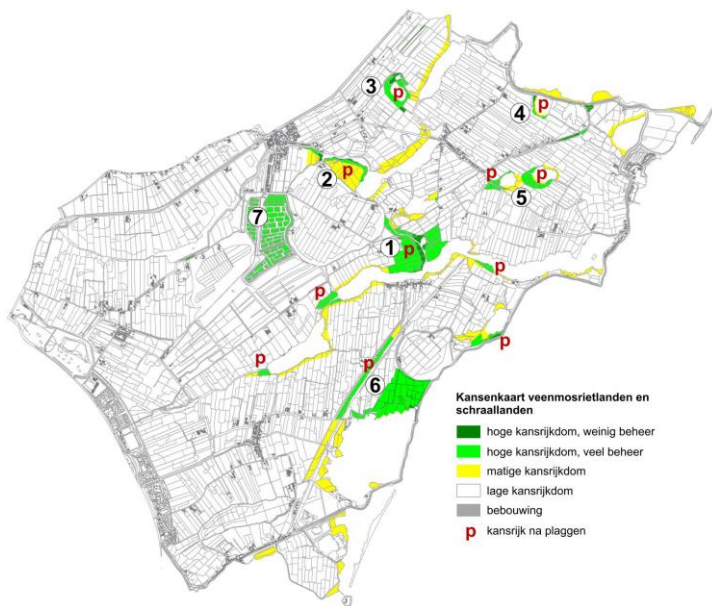 3
p
4
p
2
p
p
p
5
7
1
p
p
p
p
p
p
6
Kansenkaart veenmosrietlanden en
schraallanden
hoge kansrijkdom, weinig beheer
hoge kansrijkdom, veel beheer
matige kansrijkdom
lage kansrijkdom
bebouwing
p kansrijk na plaggen